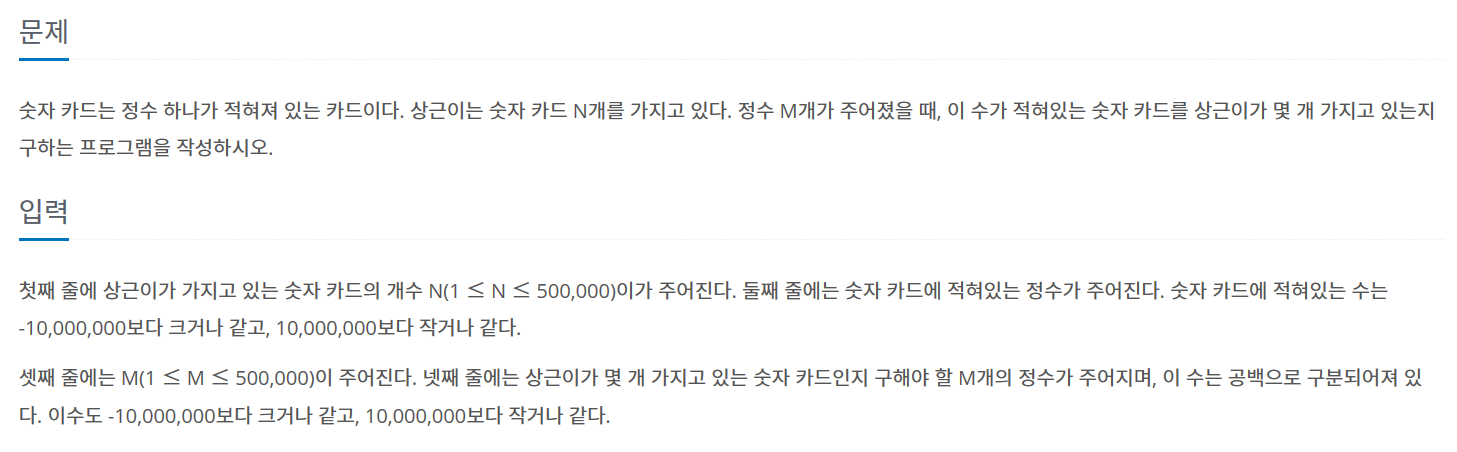 문제
숫자 카드는 정수 하나가 적혀져 있는 카드이다. 상근이는 숫자 카드 N개를 가지고 있다. 정수 M개가 주어졌을 때, 이 수가 적혀있는 숫자 카드를 상근이가 몇 개 가지고 있는지
구하는 프로그램을 작성하시오.
입력
첫째 줄에 상근이가 가지고 있는 숫자 카드의 개수 N(1 ≤ N ≤ 500,000)이가 주어진다. 둘째 줄에는 숫자 카드에 적혀있는 정수가 주어진다. 숫자 카드에 적혀있는 수는
-10,000,000보다 크거나 같고, 10,000,000보다 작거나 같다.
셋째 줄에는 M(1 ≤ M ≤ 500,000)이 주어진다. 넷째 줄에는 상근이가 몇 개 가지고 있는 숫자 카드인지 구해야 할 M개의 정수가 주어지며, 이 수는 공백으로 구분되어져 있
다. 이수도 -10,000,000보다 크거나 같고, 10,000,000보다 작거나 같다.